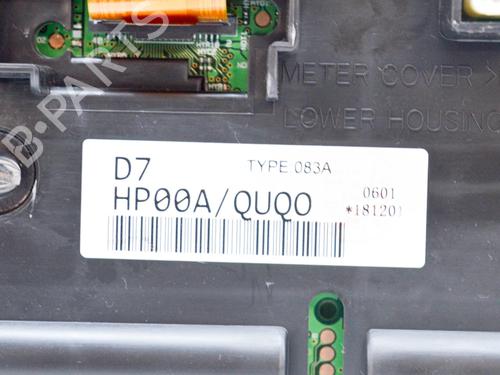 METER COVER
LOWER HOUSING
D7
TYPE 083A
HP00A/QUQ0
0601
*181201
B-PARTS